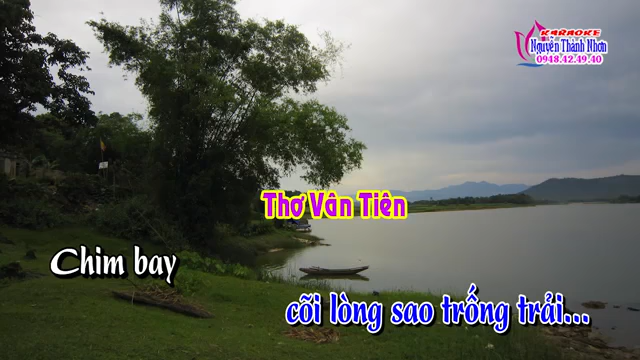 KARAOKE
Nguyễn Thành Nhơn
0948.42.49.40
Thơ Vân Tiên
Chim bay
cõi lòng sao trống trải...